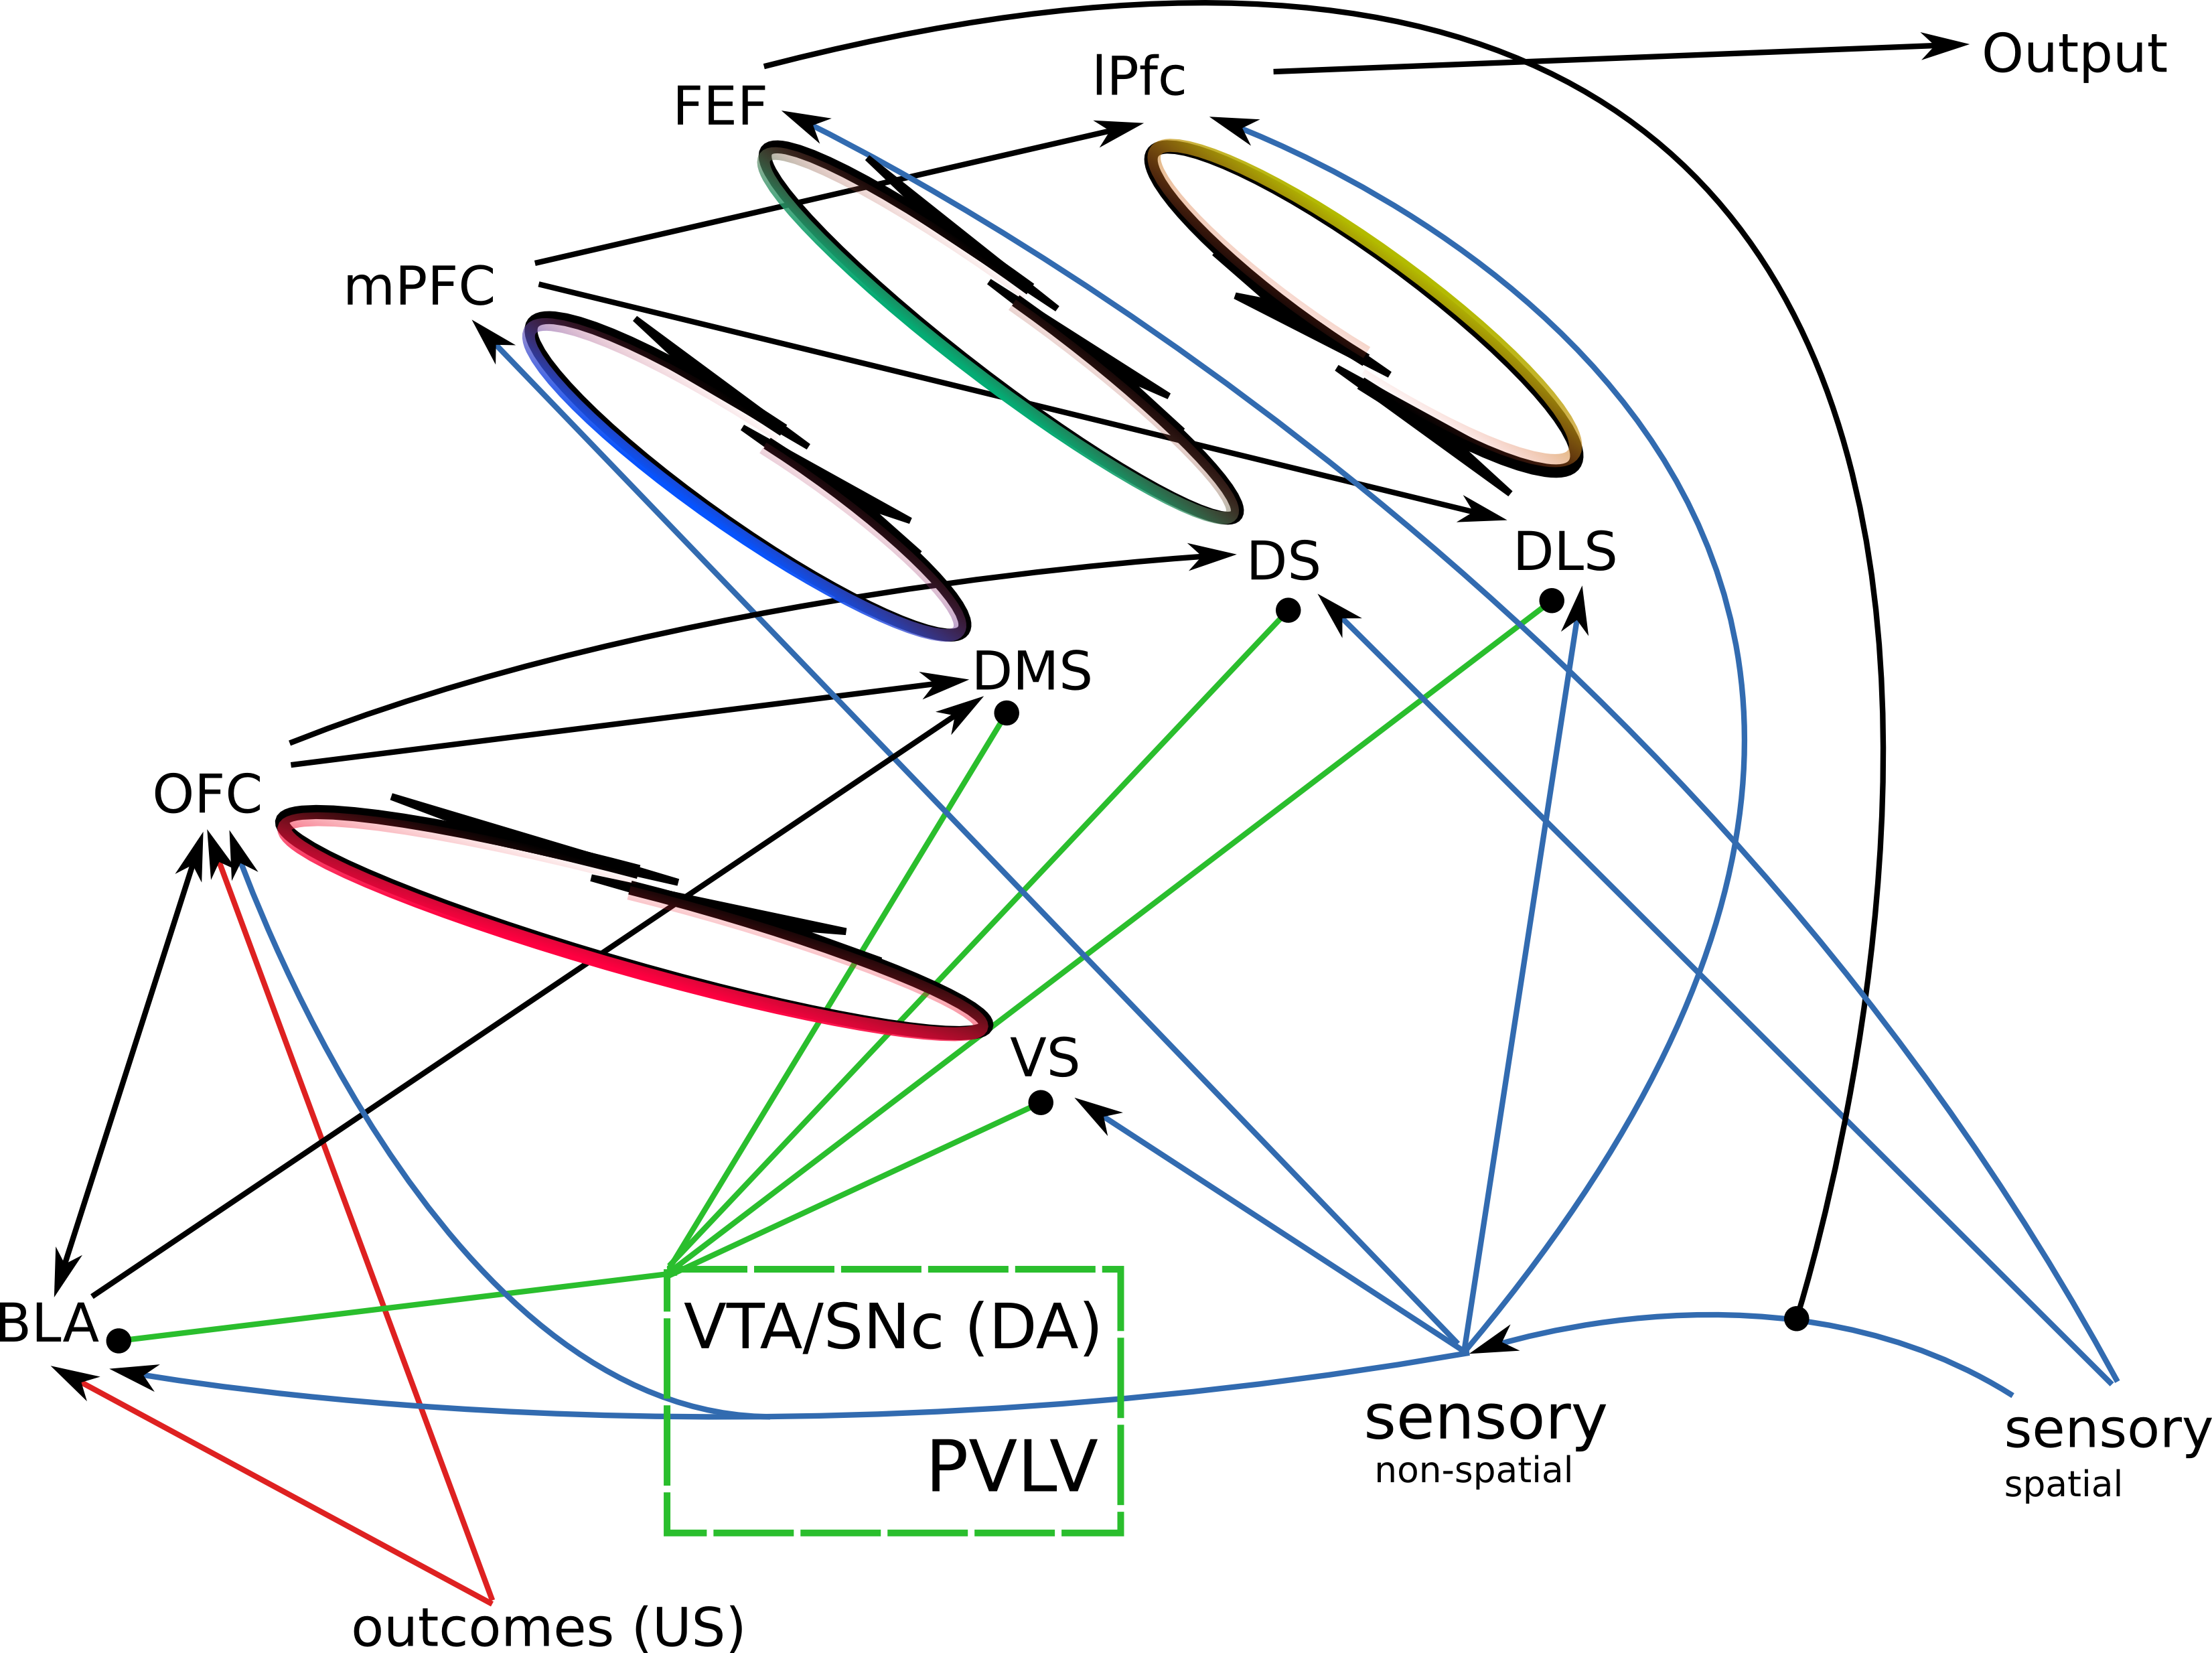 Output
lPfc
FEF
mPFC
DLS
DS
DMS
OFC
VS
BLA
VTA/SNc (DA)
PVLV
sensory
non-spatial
sensory
spatial
outcomes (US)